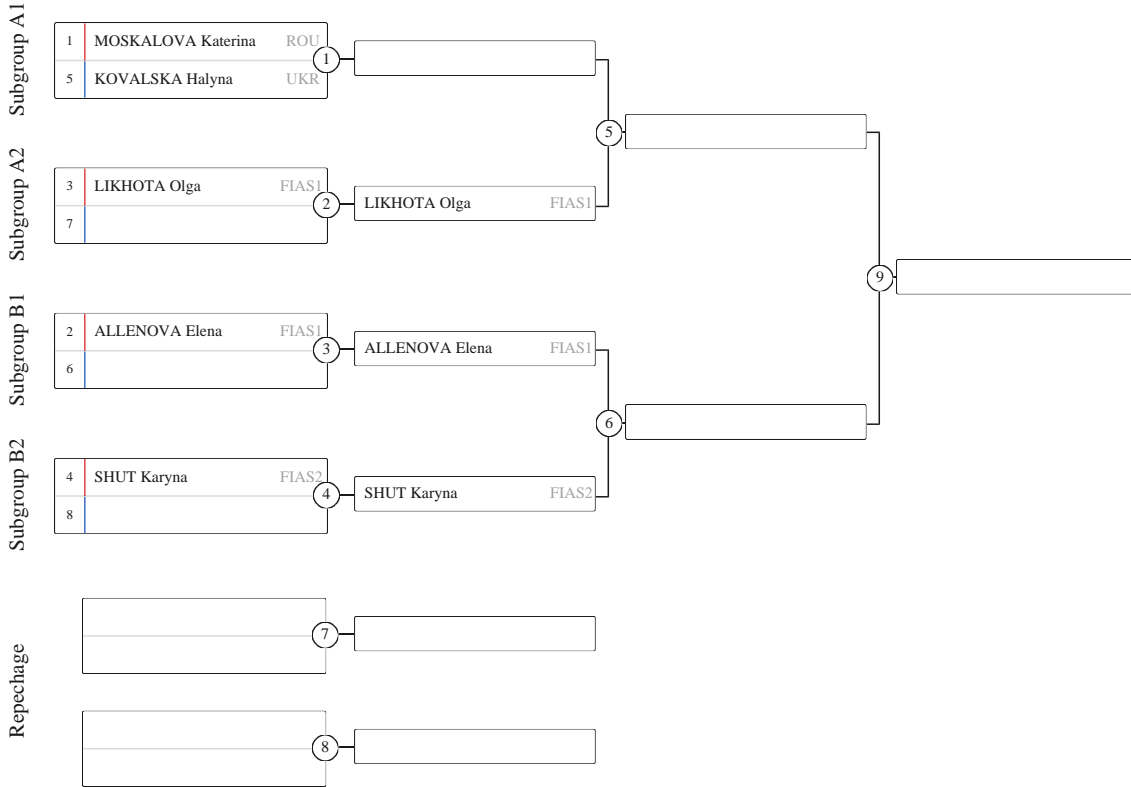 Subgroup A1
1 MOSKALOVA Katerina ROU
5 KOVALSKA Halyna UKR
1
5
Subgroup A2
3 LIKHOTA Olga FIAS1
7
2
LIKHOTA Olga FIAS1
9
Subgroup B1
2 ALLENOVA Elena FIAS1
6
3
ALLENOVA Elena FIAS1
6
Subgroup B2
4 SHUT Karyna FIAS2
8
4
SHUT Karyna FIAS2
Repechage
7
8